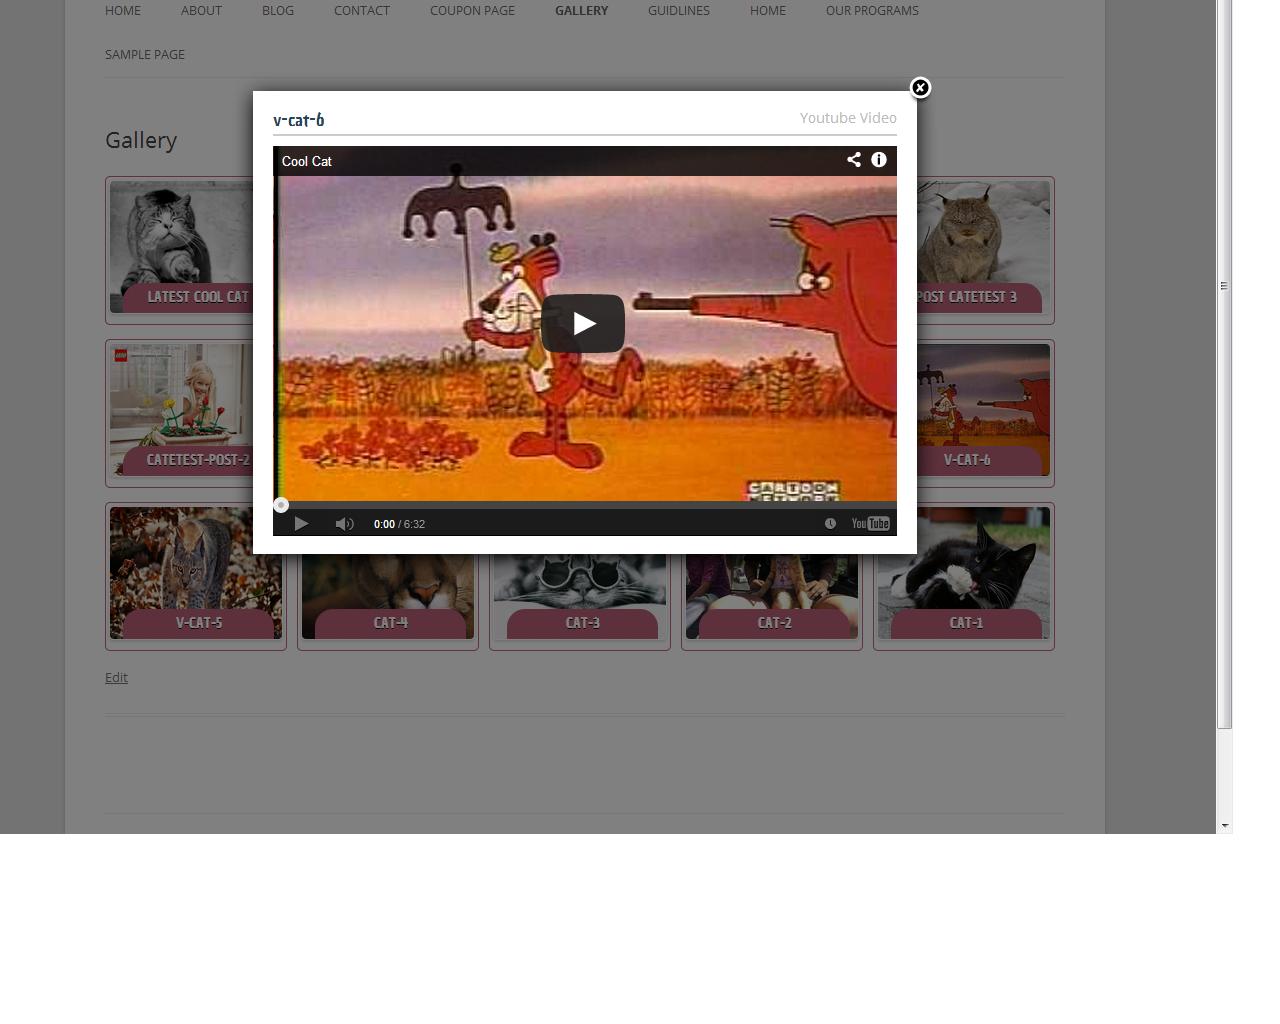 HOME ABOUT BLOG CONTACT COUPON PAGE GALLERY GUIDLINES HOME OUR PROGRAMS
SAMPLE PAGE
Gallery
v-cat-6 Youtube Video
Cool Cat
LATEST COOL CAT
POST CATETEST 3
LEGO
CATETEST-POST-2
V-CAT-6
CARTOON
NETWORK
0:00 / 6:32
YouTube
V-CAT-5 CAT-4 CAT-3 CAT-2 CAT-1
Edit